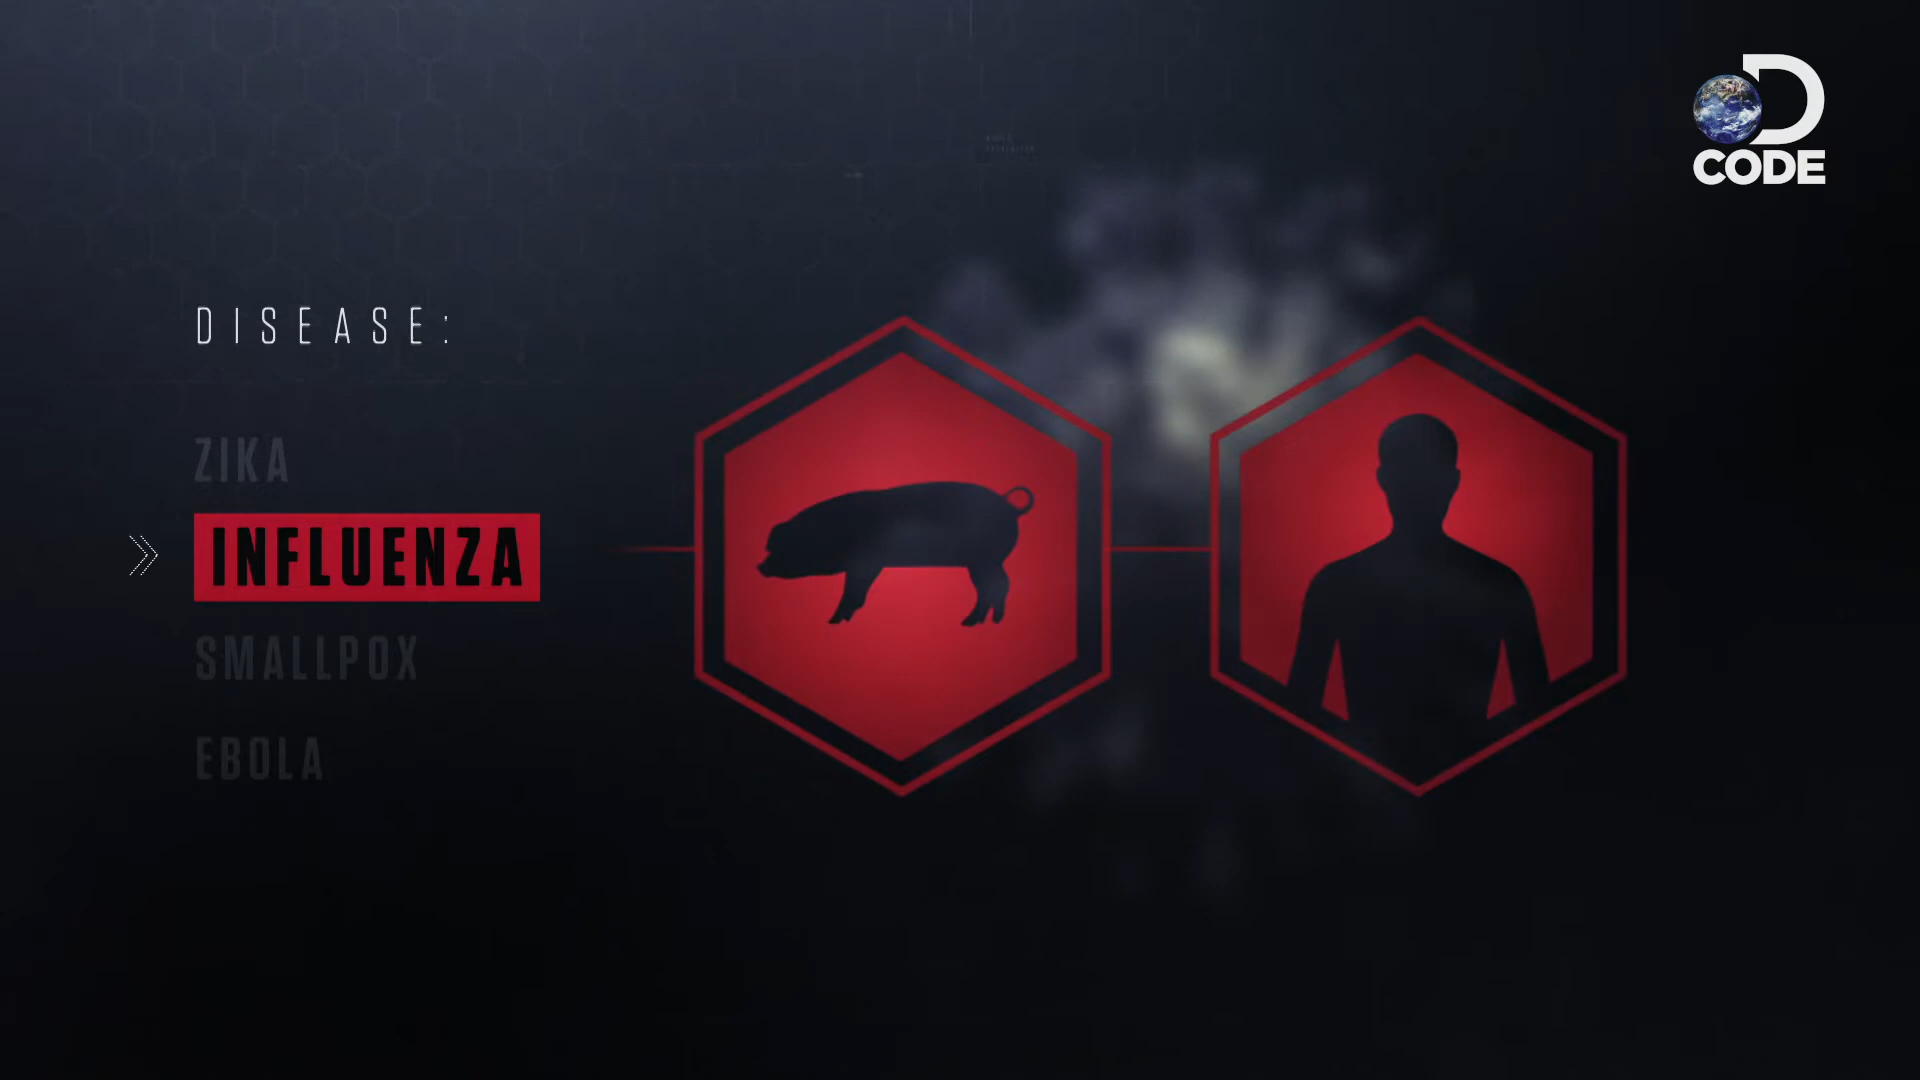 D
CODE
DISEASE:
ZIKA
INFLUENZA
SMALLPOX
EBOLA